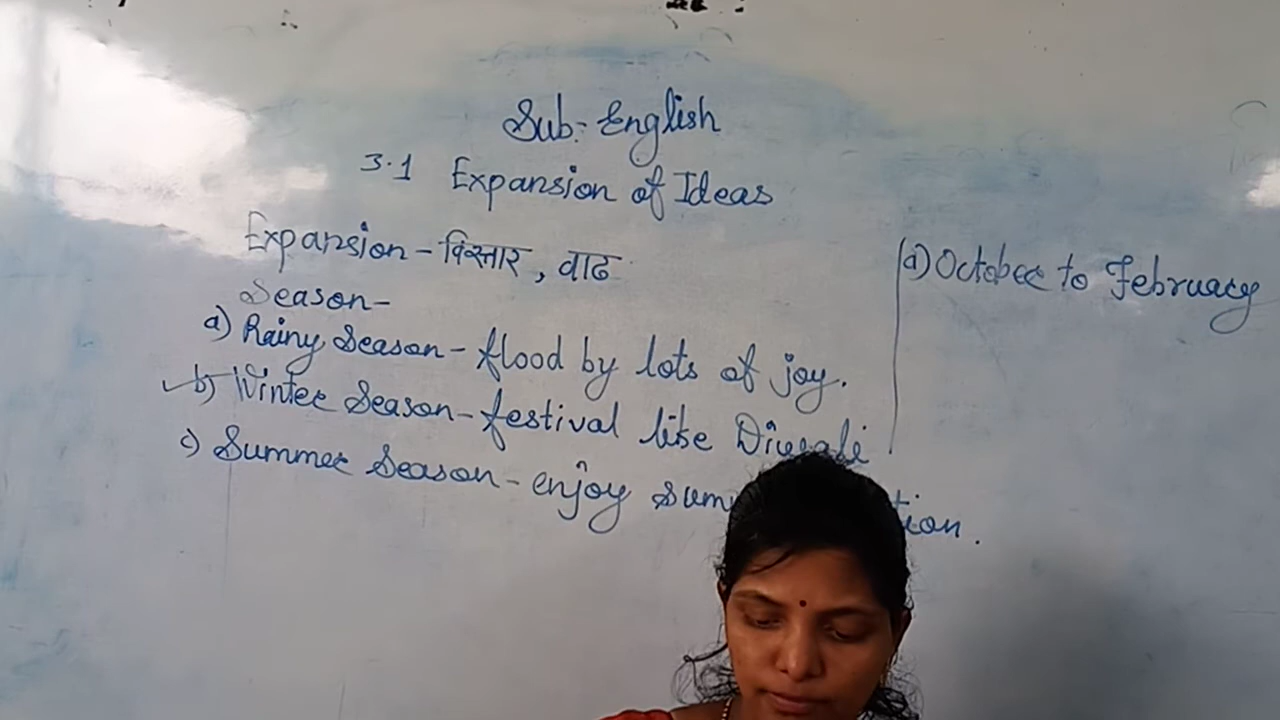 Sub:- English
3.1 Expansion of Ideas
Expansion - विस्तार, वाढ
Season-
a) Rainy Season - flood by lots of joy.
b) Winter Season - festival like Diwali
c) Summer Season - enjoy
a) October to February